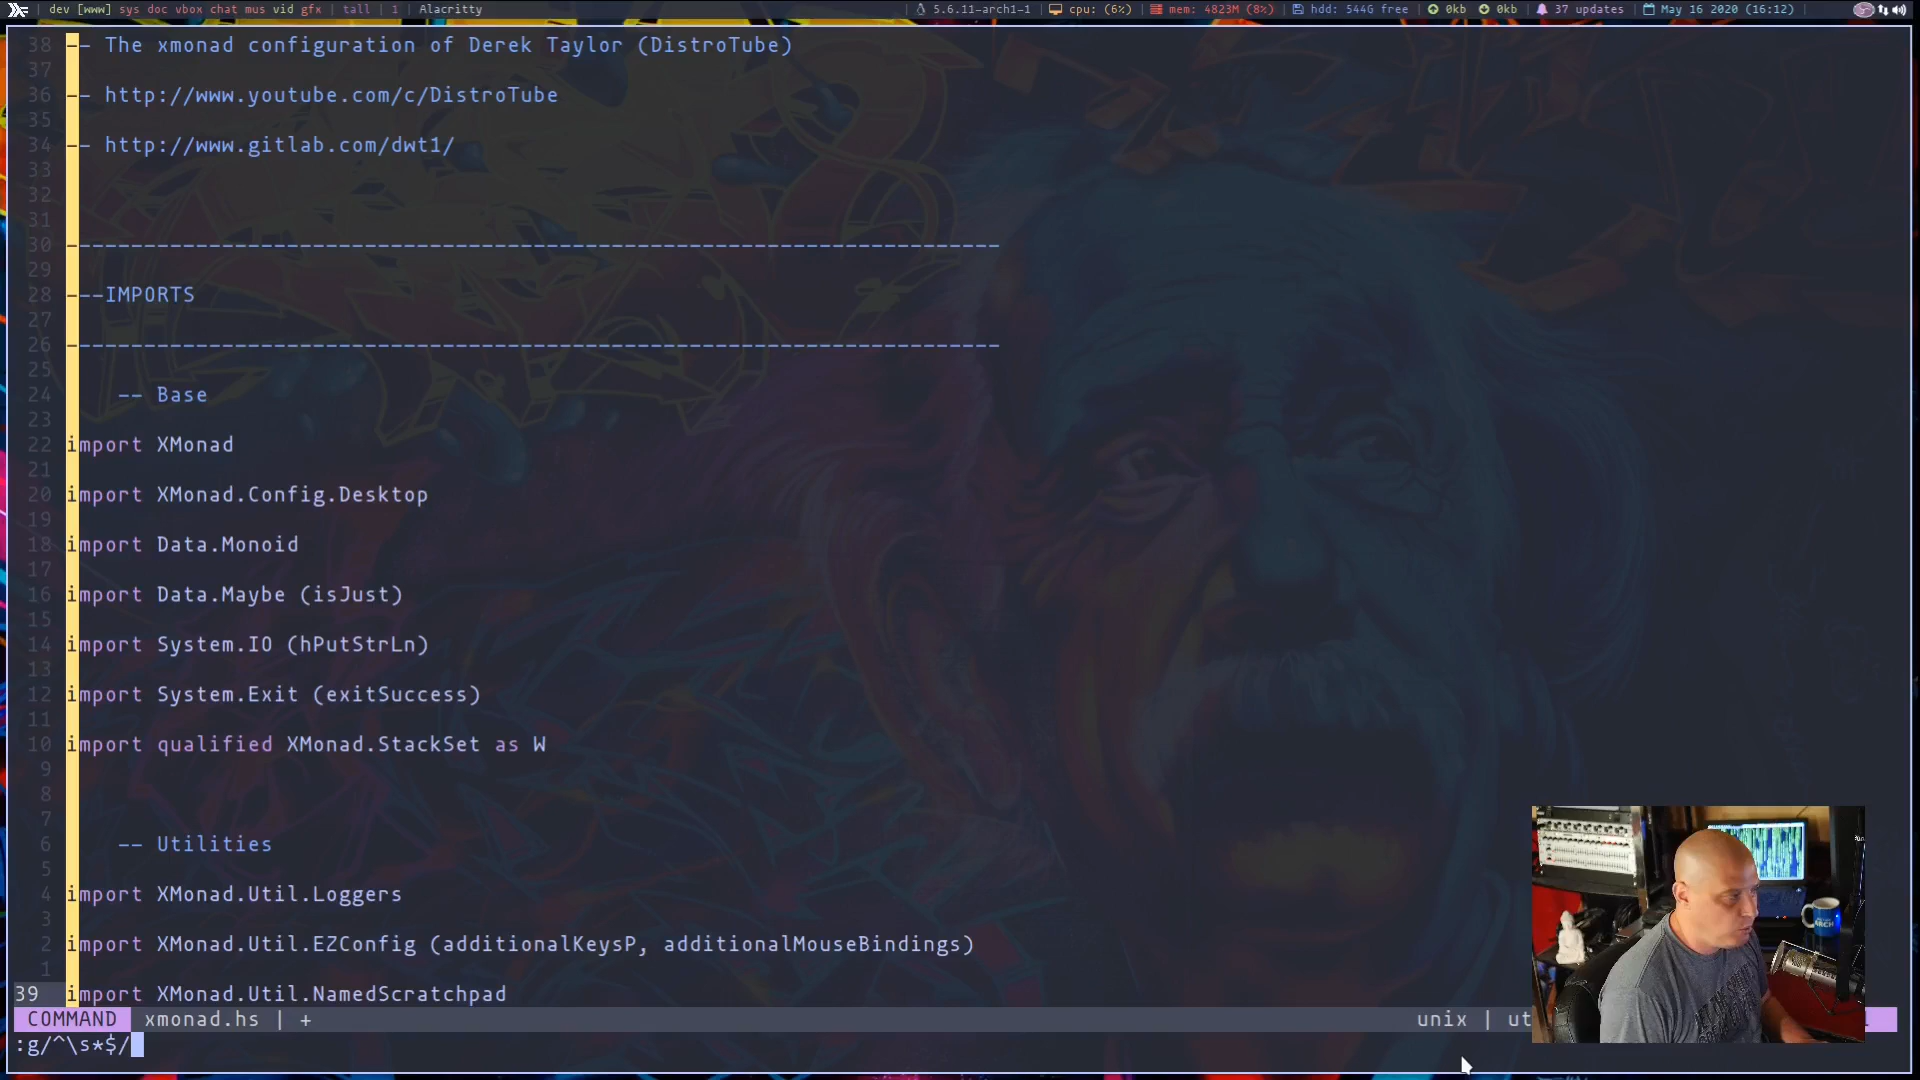 dev [www] sys doc vbox chat mus vid gfx | tall | 1 | Alacritty | 5.6.11-arch1-1 | cpu: (6%) | mem: 4823M (8%) | hdd: 544G free | 0kb 0kb | 37 updates | May 16 2020 (16:12) |
38 -- The xmonad configuration of Derek Taylor (DistroTube)
37
36 -- http://www.youtube.com/c/DistroTube
35
34 -- http://www.gitlab.com/dwt1/
33
32
31
30 ------------------------------------------------------------------------
29
28 ---IMPORTS
27
26 ------------------------------------------------------------------------
25
24 -- Base
23
22 import XMonad
21
20 import XMonad.Config.Desktop
19
18 import Data.Monoid
17
16 import Data.Maybe (isJust)
15
14 import System.IO (hPutStrLn)
13
12 import System.Exit (exitSuccess)
11
10 import qualified XMonad.StackSet as W
9
8
7
6 -- Utilities
5
4 import XMonad.Util.Loggers
3
2 import XMonad.Util.EZConfig (additionalKeysP, additionalMouseBindings)
1
39 import XMonad.Util.NamedScratchpad
COMMAND xmonad.hs | + unix | ut
:g/^\s*$/